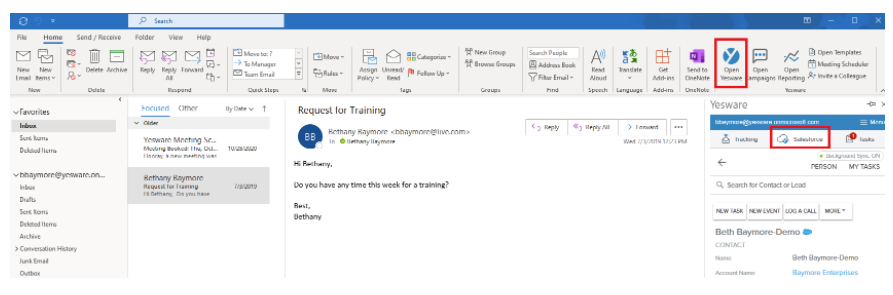 Search
File Home Send / Receive Folder View Help
New Email
New Items
Delete Archive
Reply
Reply All
Forward
Move to: ?
To Manager
Team Email
Move
Rules
Assign Policy
Unread/ Read
Categorize
Follow Up
New Group
Browse Groups
Search People
Address Book
Filter Email
Read Aloud
Translate
Get Add-ins
Send to OneNote
Open Yesware
Open Campaigns
Open Reporting
Open Templates
Meeting Scheduler
Invite a Colleague
New Delete Respond Quick Steps Move Tags Groups Find Speech Language Add-ins OneNote Yesware
Favorites
Inbox
Sent Items
Deleted Items
bbaymore@yesware.on...
Inbox
Drafts
Sent Items
Deleted Items
Archive
Conversation History
Junk Email
Outbox
Focused Other By Date
Older
Yesware Meeting Sc...
Meeting Booked: The, Oct... 10/28/2020
Howdy, a new meeting was
Bethany Baymore
Request for Training 7/3/2019
Hi Bethany, Do you have
Request for Training
BB
Bethany Baymore <bbaymore@live.com>
To Bethany Baymore
Reply Reply All Forward
Hi Bethany,
Do you have any time this week for a training?
Best,
Bethany
Yesware
bbaymore@yesware.onmicrosoft.com Menu
Tracking Salesforce Tasks
Background Sync: ON
PERSON MY TASKS
Search for Contact or Lead
NEW TASK NEW EVENT LOG A CALL MORE
Beth Baymore-Demo
CONTACT
Name: Beth Baymore-Demo
Account Name: Baymore Enterprises